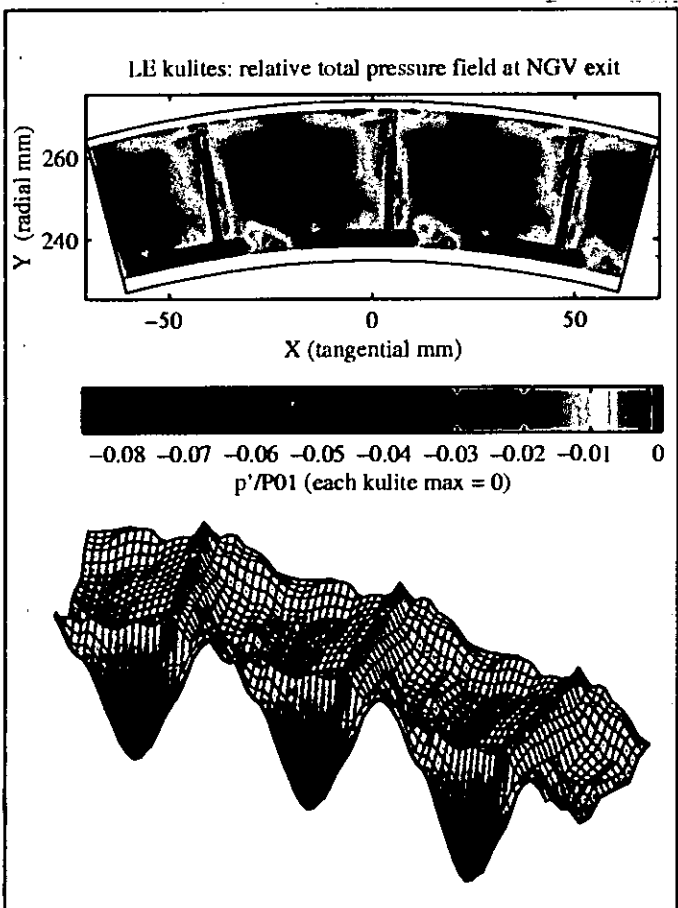 LE kulites: relative total pressure field at NGV exit
260
240
Y (radial mm)
−50 0 50
X (tangential mm)
−0.08 −0.07 −0.06 −0.05 −0.04 −0.03 −0.02 −0.01 0
p'/P01 (each kulite max = 0)